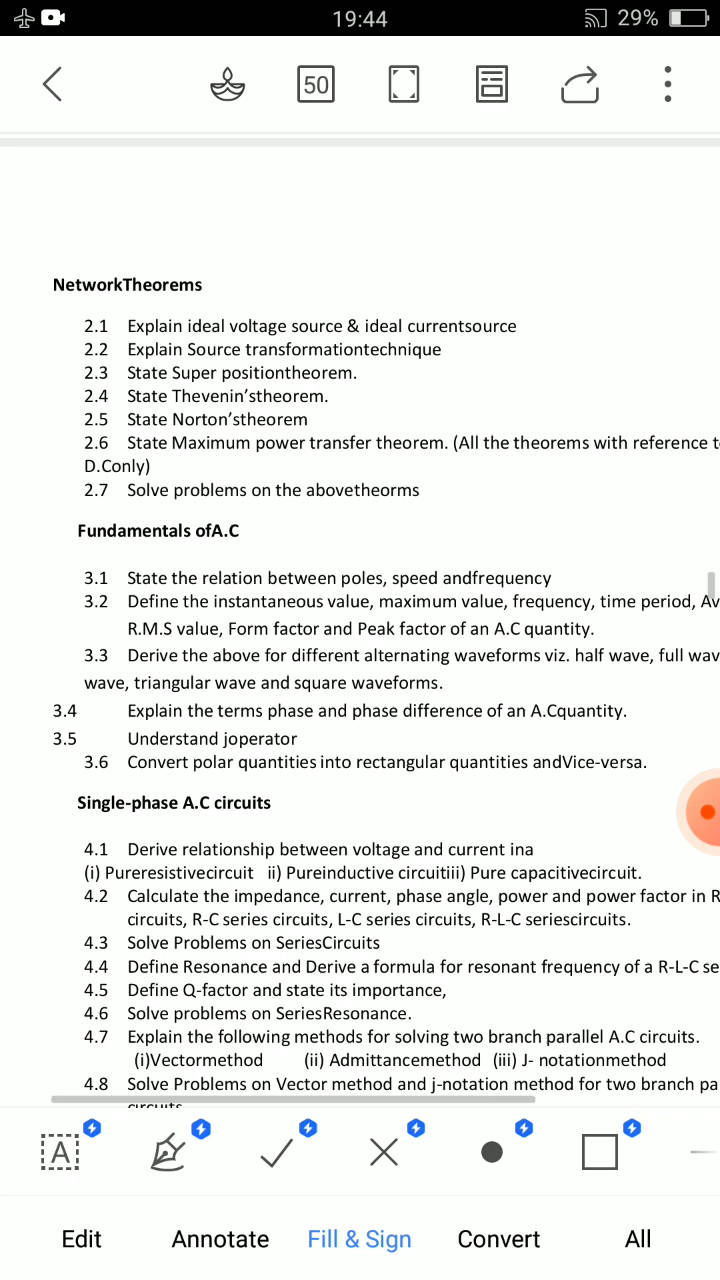 19:44
29%
50
NetworkTheorems
2.1 Explain ideal voltage source & ideal currentsource
2.2 Explain Source transformationtechnique
2.3 State Super positiontheorem.
2.4 State Thevenin'stheorem.
2.5 State Norton'stheorem
2.6 State Maximum power transfer theorem. (All the theorems with reference
D.Conly)
2.7 Solve problems on the abovetheorms
Fundamentals ofA.C
3.1 State the relation between poles, speed andfrequency
3.2 Define the instantaneous value, maximum value, frequency, time period,
R.M.S value, Form factor and Peak factor of an A.C quantity.
3.3 Derive the above for different alternating waveforms viz. half wave, full
wave, triangular wave and square waveforms.
3.4 Explain the terms phase and phase difference of an A.Cquantity.
3.5 Understand joperator
3.6 Convert polar quantities into rectangular quantities andVice-versa.
Single-phase A.C circuits
4.1 Derive relationship between voltage and current ina
(i) Pureresistivecircuit ii) Pureinductive circuitiii) Pure capacitivecircuit.
4.2 Calculate the impedance, current, phase angle, power and power factor in
circuits, R-C series circuits, L-C series circuits, R-L-C seriescircuits.
4.3 Solve Problems on SeriesCircuits
4.4 Define Resonance and Derive a formula for resonant frequency of a R-L-C
4.5 Define Q-factor and state its importance,
4.6 Solve problems on SeriesResonance.
4.7 Explain the following methods for solving two branch parallel A.C circuits.
(i)Vectormethod (ii) Admittancemethod (iii) J- notationmethod
4.8 Solve Problems on Vector method and j-notation method for two branch
A
Edit Annotate Fill & Sign Convert All